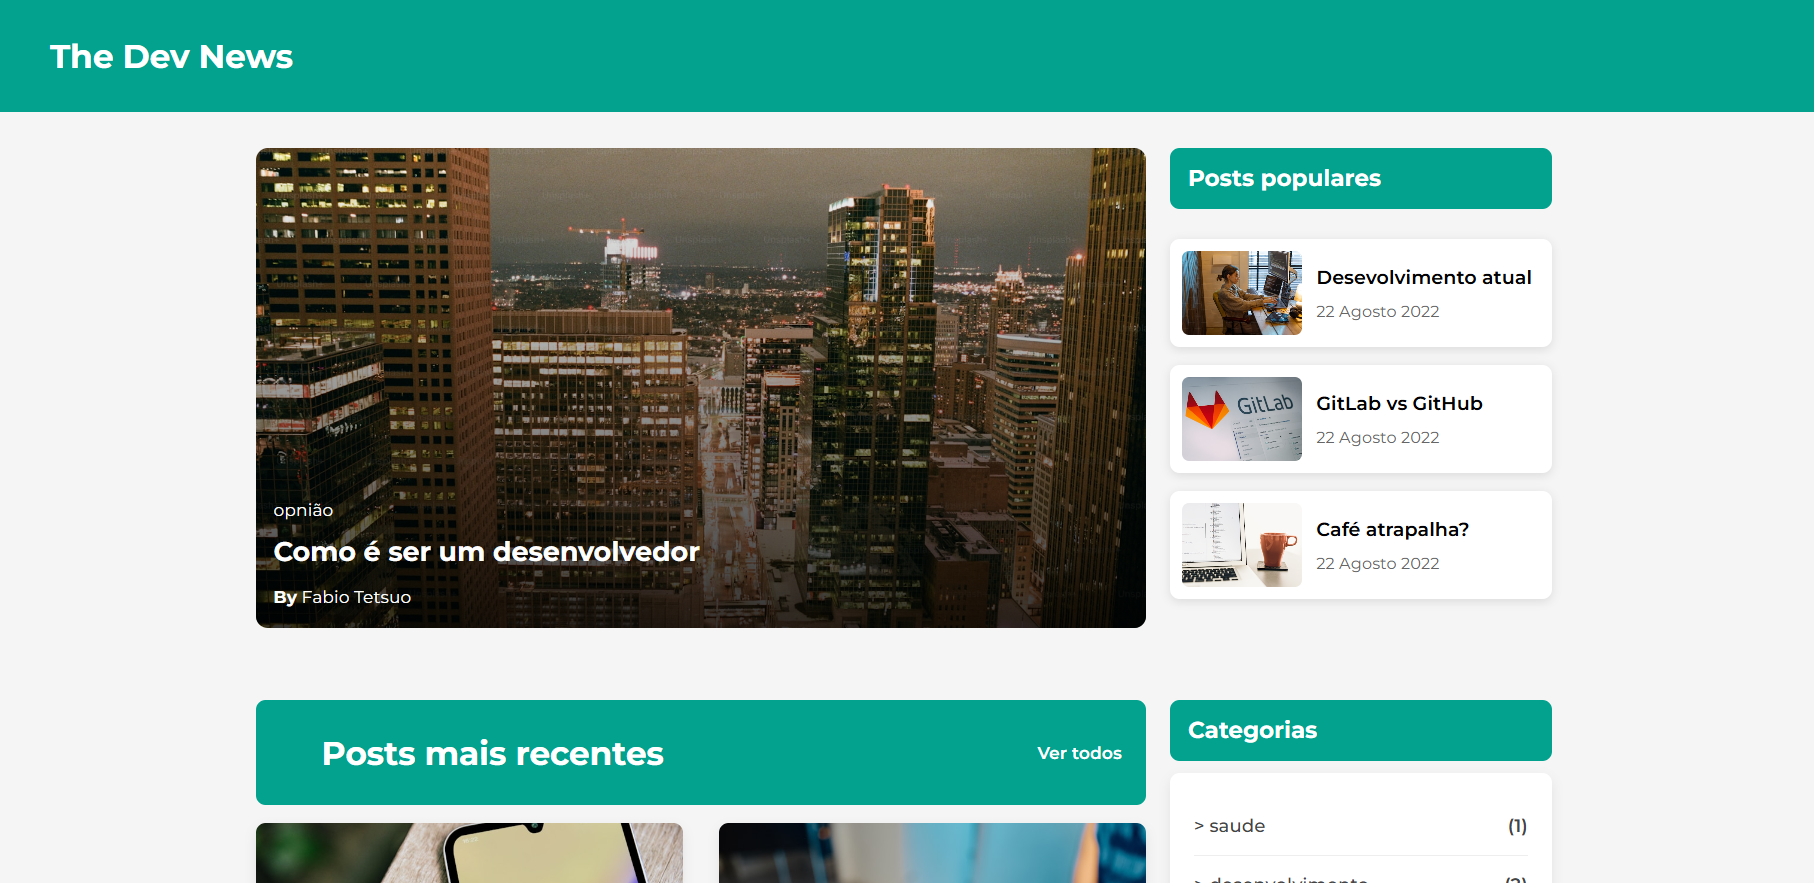 The Dev News
opnião
Como é ser um desenvolvedor
By Fabio Tetsuo
Posts populares
Desevolvimento atual
22 Agosto 2022
GitLab
GitLab vs GitHub
22 Agosto 2022
Café atrapalha?
22 Agosto 2022
Posts mais recentes
Ver todos
Categorias
> saude (1)
> desenvolvimento (2)